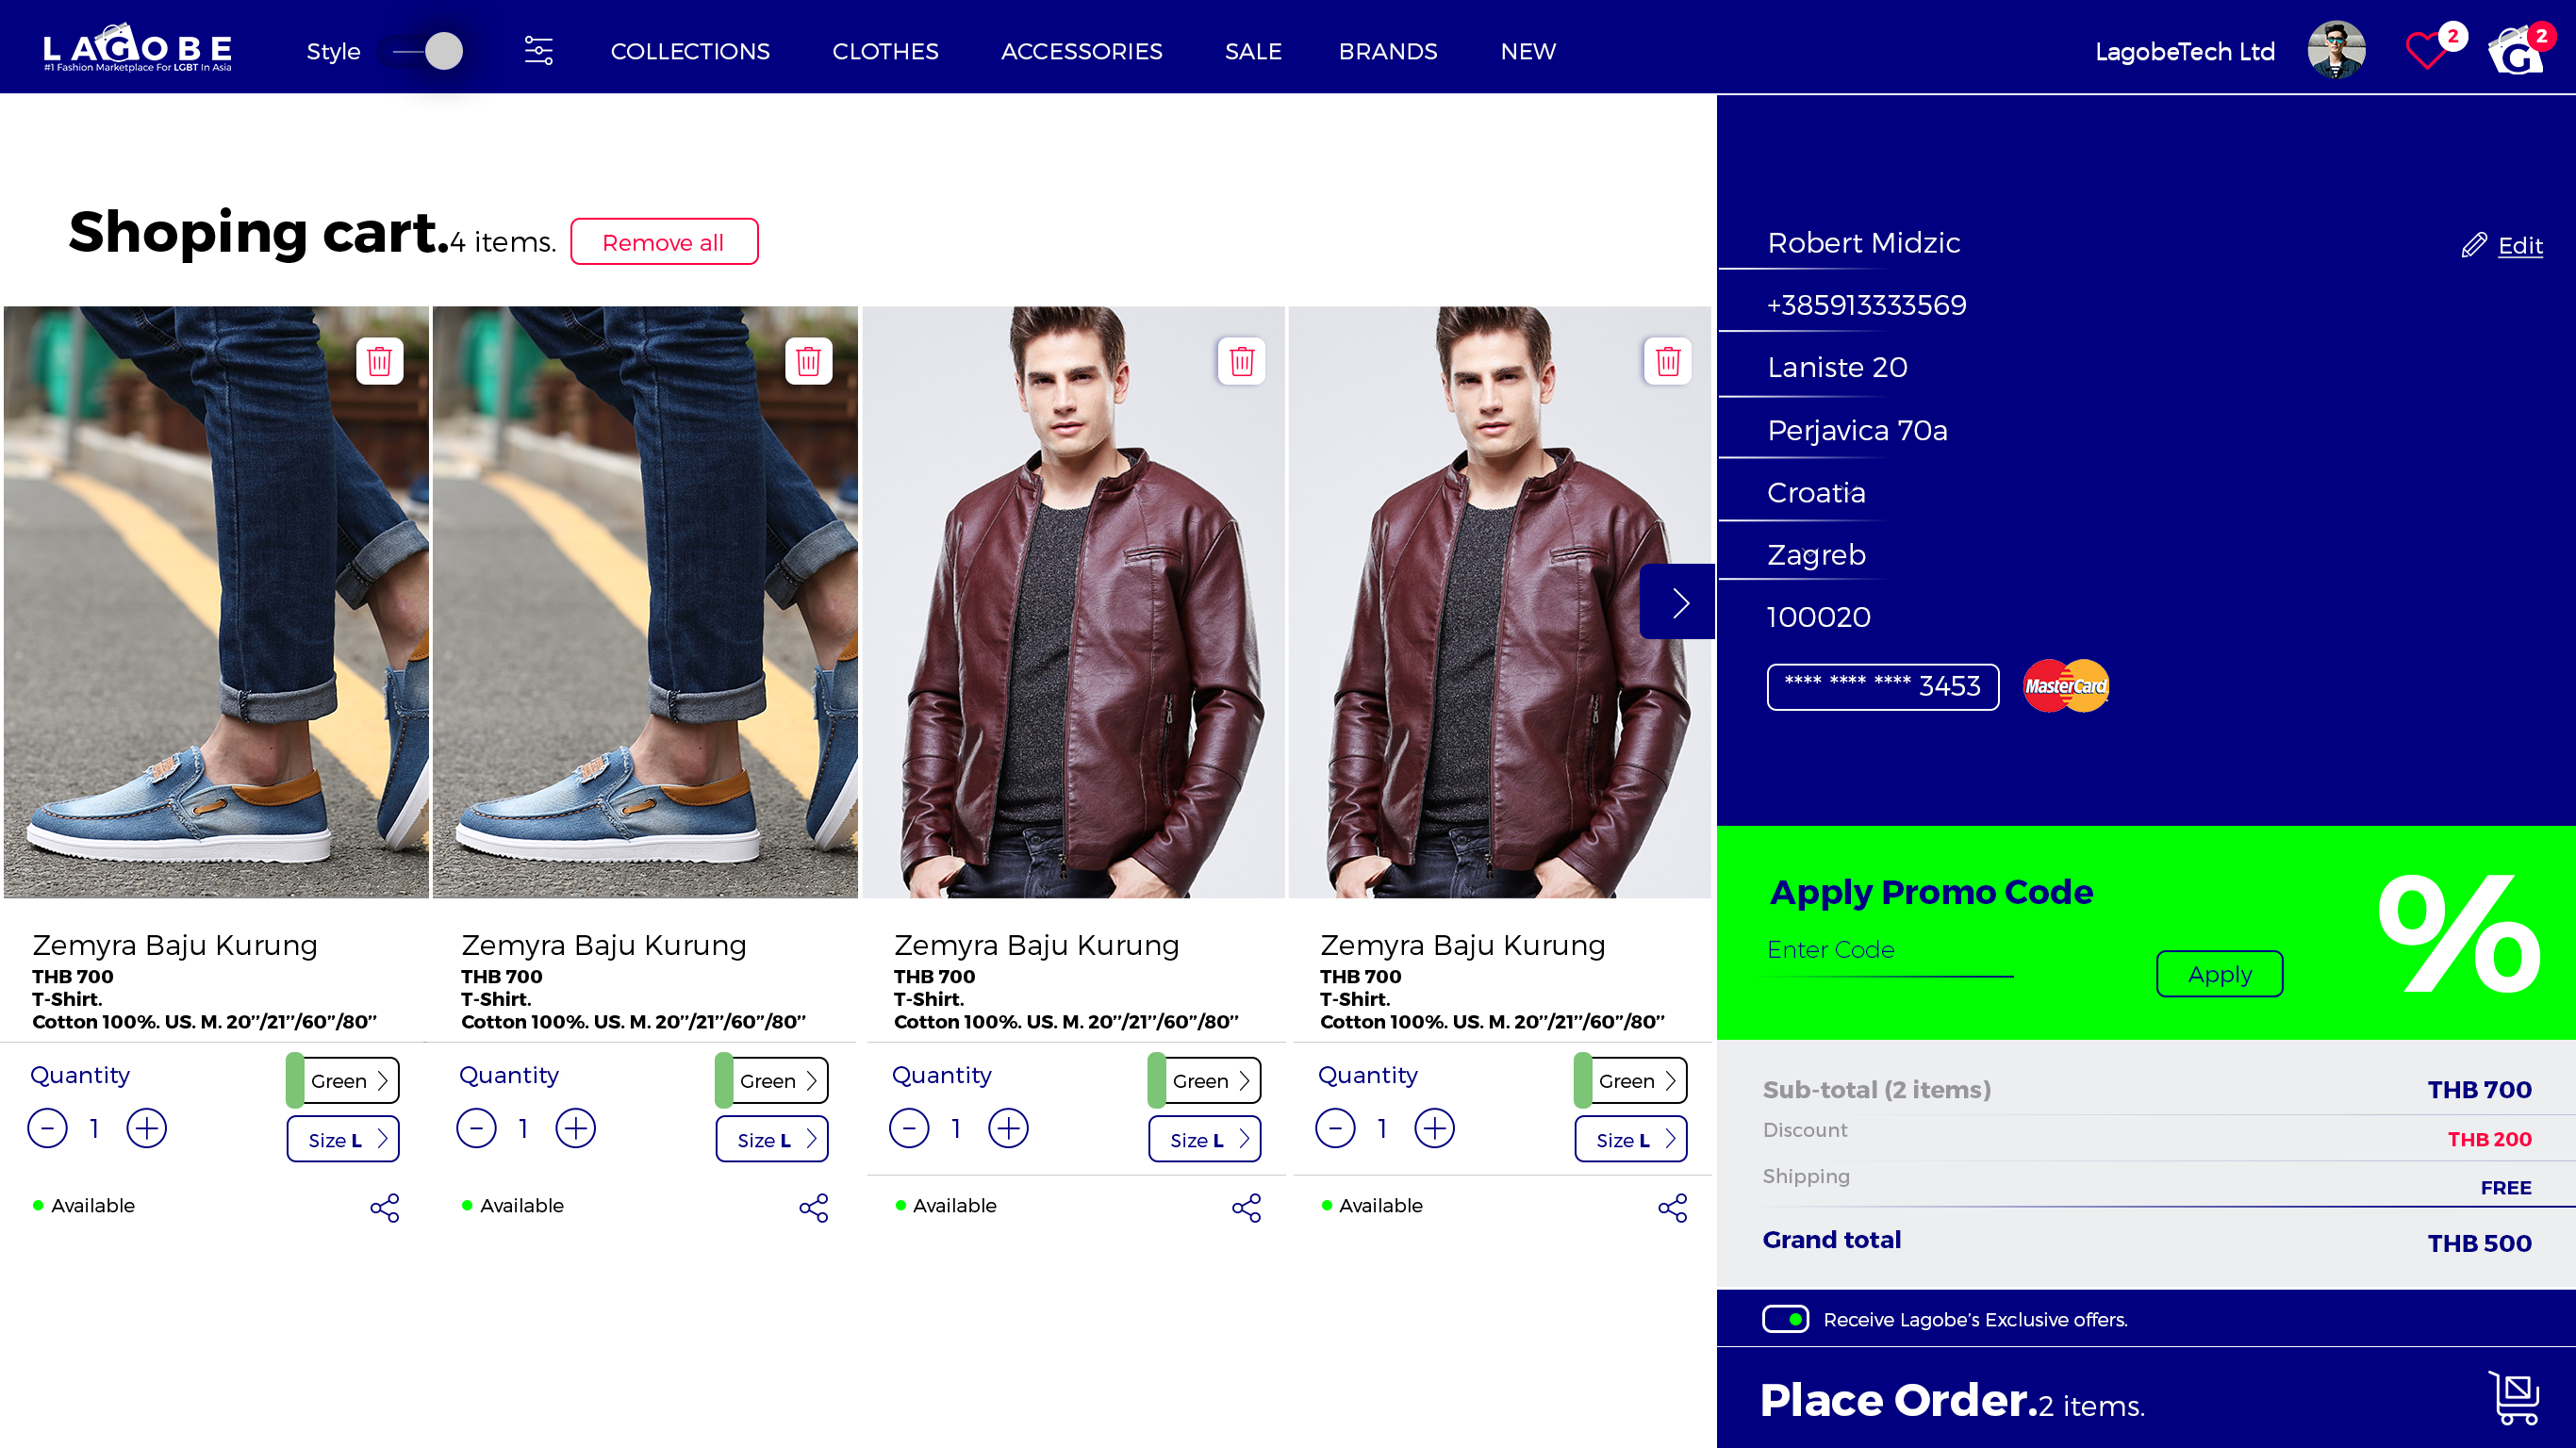 LAGOBE
#1 Fashion Marketplace For LGBT In Asia
Style
COLLECTIONS
CLOTHES
ACCESSORIES
SALE
BRANDS
NEW
LagobeTech Ltd
2
G 2
Shoping cart. 4 items.
Remove all
Zemyra Baju Kurung
THB 700
T-Shirt.
Cotton 100%. US. M. 20”/21”/60”/80”
Quantity
Green
- 1 +
Size L
Available
Zemyra Baju Kurung
THB 700
T-Shirt.
Cotton 100%. US. M. 20”/21”/60”/80”
Quantity
Green
- 1 +
Size L
Available
Zemyra Baju Kurung
THB 700
T-Shirt.
Cotton 100%. US. M. 20”/21”/60”/80”
Quantity
Green
- 1 +
Size L
Available
Zemyra Baju Kurung
THB 700
T-Shirt.
Cotton 100%. US. M. 20”/21”/60”/80”
Quantity
Green
- 1 +
Size L
Available
Robert Midzic
Edit
+385913333569
Laniste 20
Perjavica 70a
Croatia
Zagreb
100020
**** **** **** 3453
MasterCard
Apply Promo Code
%
Enter Code
Apply
Sub-total (2 items) THB 700
Discount THB 200
Shipping FREE
Grand total THB 500
Receive Lagobe’s Exclusive offers.
Place Order. 2 items.